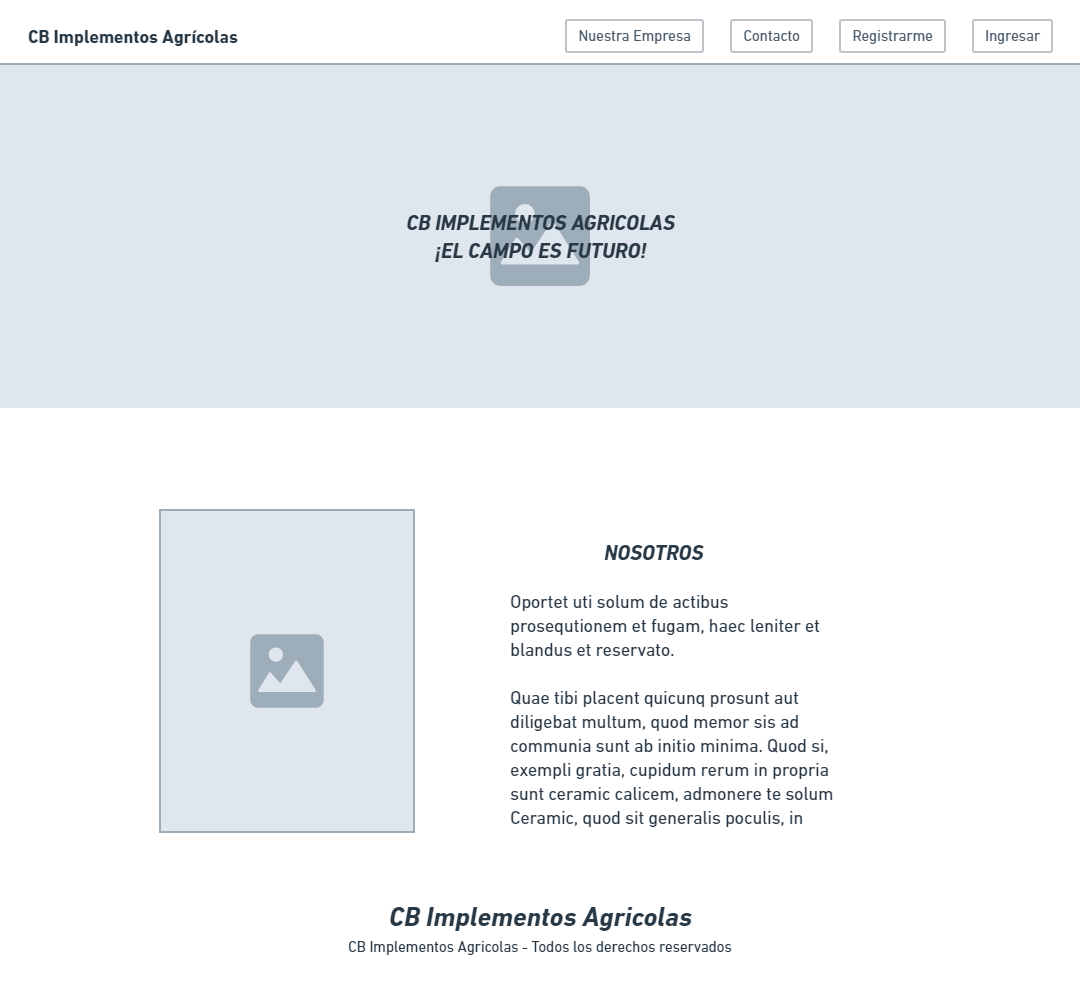 CB Implementos Agrícolas
Nuestra Empresa
Contacto
Registrarme
Ingresar
CB IMPLEMENTOS AGRICOLAS
¡EL CAMPO ES FUTURO!
NOSOTROS
Oportet uti solum de actibus
prosequtionem et fugam, haec leniter et
blandus et reservato.
Quae tibi placent quicunq prosunt aut
diligebat multum, quod memor sis ad
communia sunt ab initio minima. Quod si,
exempli gratia, cupidum rerum in propria
sunt ceramic calicem, admonere te solum
Ceramic, quod sit generalis poculis, in
CB Implementos Agricolas
CB Implementos Agricolas - Todos los derechos reservados